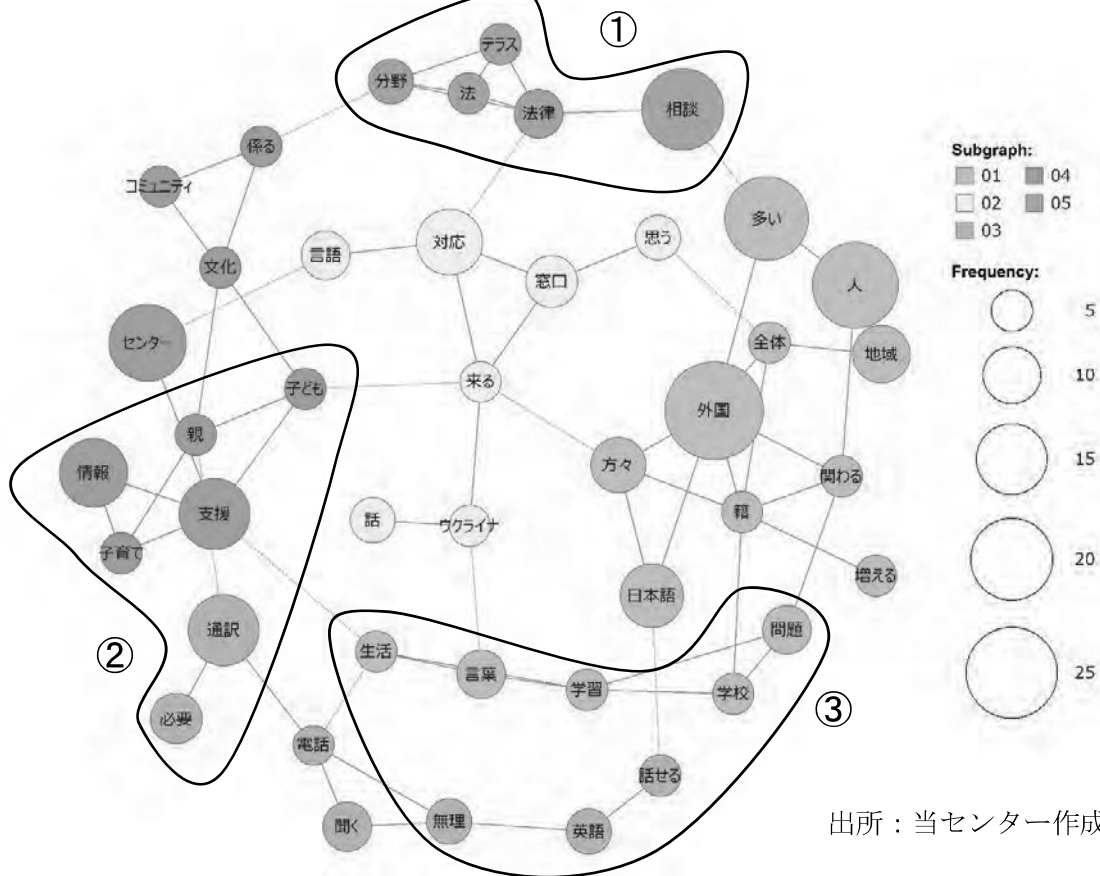 ①
テラス
分野
法
法律
相談
係る
コミュニティ
多い
対応
思う
言語
文化
窓口
人
センター
全体
地域
子ども
来る
外国
親
方々
情報
関わる
支援
籍
話
ウクライナ
子育て
増える
日本語
通訳
②
問題
生活
言葉
学習
学校
③
必要
電話
話せる
聞く
無理
英語
Subgraph:
01 04
02 05
03
Frequency:
5
10
15
20
25
出所：当センター作成